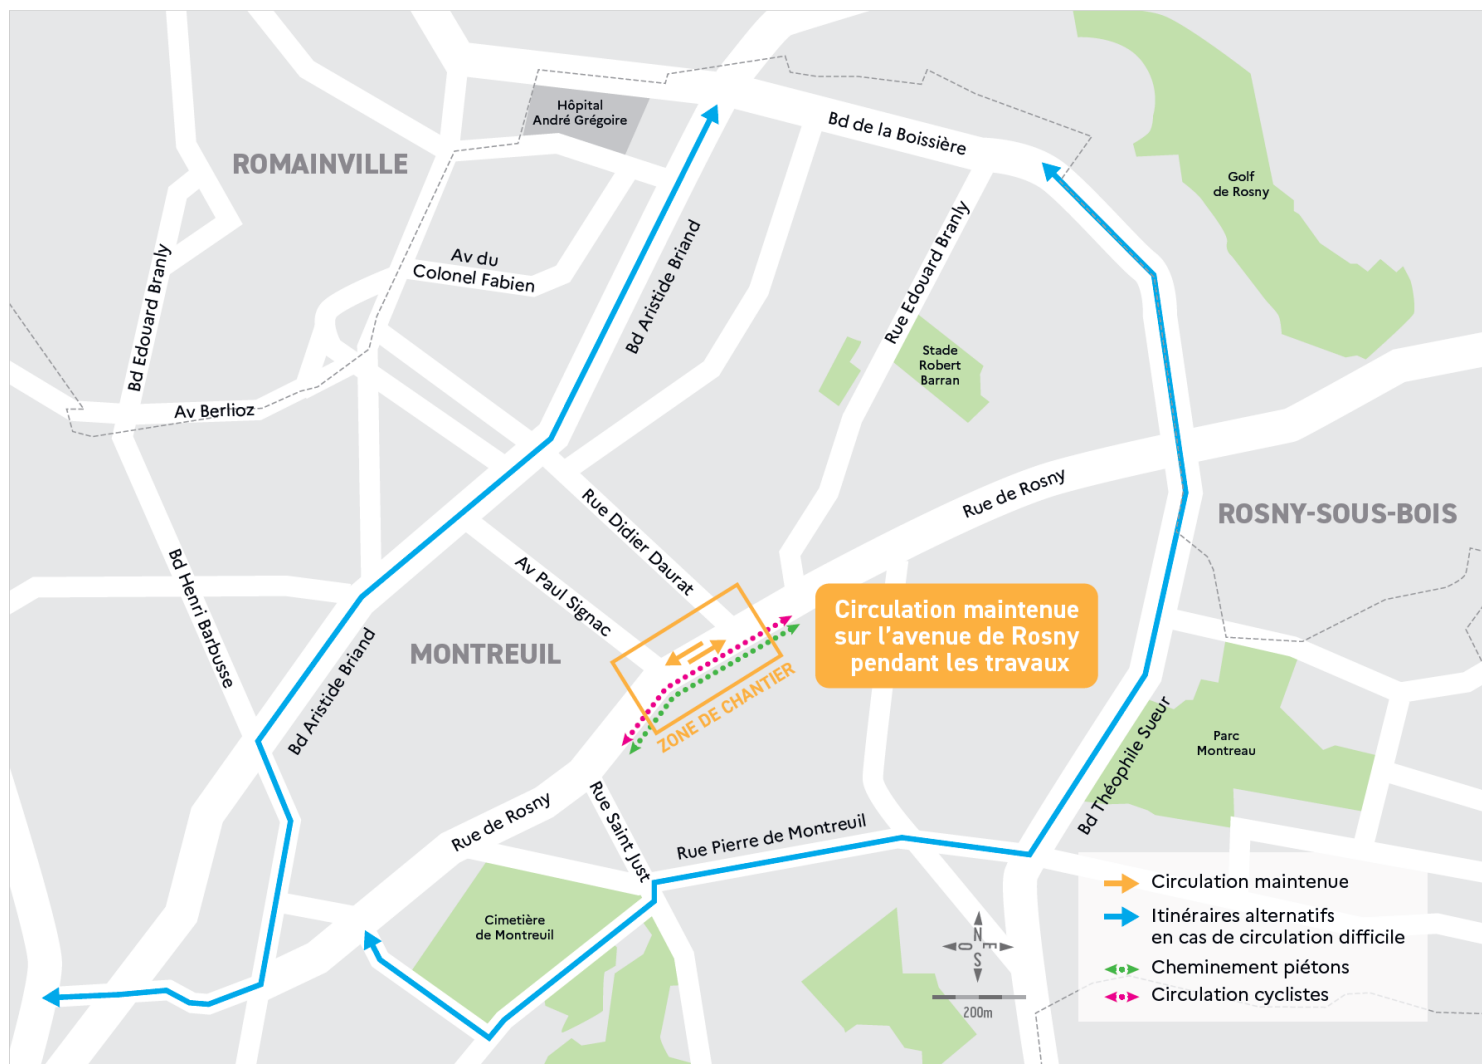 Hôpital
André Grégoire
Bd de la Boissière
ROMAINVILLE
Golf
de Rosny
Av du
Colonel Fabien
Bd Aristide Briand
Rue Edouard Branly
Bd Edouard Branly
Stade
Robert
Barran
Av Berlioz
Rue de Rosny
ROSNY-SOUS-BOIS
Rue Didier Daurat
Av Paul Signac
Bd Henri Barbusse
Circulation maintenue
sur l'avenue de Rosny
pendant les travaux
MONTREUIL
Bd Aristide Briand
ZONE DE CHANTIER
Bd Théophile Sueur
Parc
Montreau
Rue de Rosny
Rue Saint Just
Rue Pierre de Montreuil
Cimetière
de Montreuil
N
O E
S
200m
Circulation maintenue
Itinéraires alternatifs
en cas de circulation difficile
Cheminement piétons
Circulation cyclistes